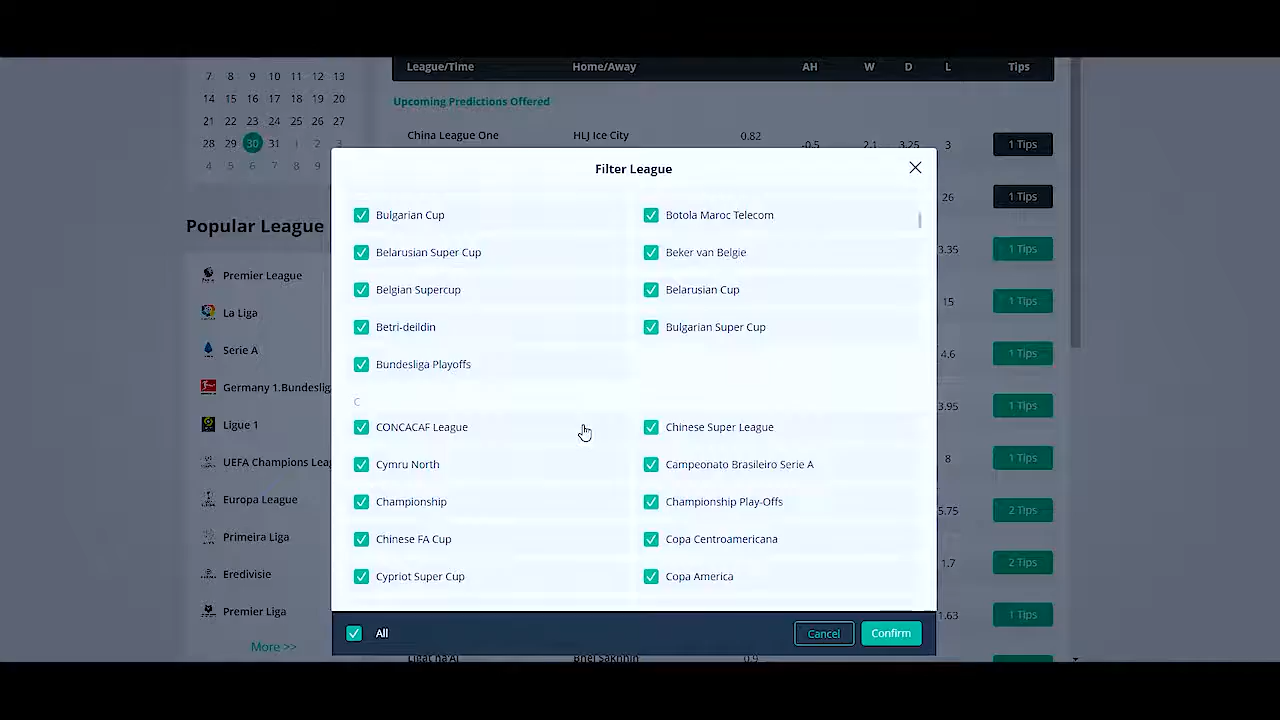 League/Time Home/Away AH W D L Tips
7 8 9 10 11 12 13
14 15 16 17 18 19 20
21 22 23 24 25 26 27
28 29 30 31 1 2 3
4 5 6 7 8 9
Upcoming Predictions Offered
China League One HLJ Ice City 0.82
-0.5 2.1 3.25 3 1 Tips
26 1 Tips
3.35 1 Tips
15 1 Tips
4.6 1 Tips
3.95 1 Tips
8 1 Tips
5.75 2 Tips
1.7 2 Tips
1.63 1 Tips
Popular League
Premier League
La Liga
Serie A
Germany 1.Bundeslig
Ligue 1
UEFA Champions Leag
Europa League
Primeira Liga
Eredivisie
Premier Liga
More >>
Filter League
Bulgarian Cup Botola Maroc Telecom
Belarusian Super Cup Beker van Belgie
Belgian Supercup Belarusian Cup
Betri-deildin Bulgarian Super Cup
Bundesliga Playoffs
C
CONCACAF League Chinese Super League
Cymru North Campeonato Brasileiro Serie A
Championship Championship Play-Offs
Chinese FA Cup Copa Centroamericana
Cypriot Super Cup Copa America
All Cancel Confirm